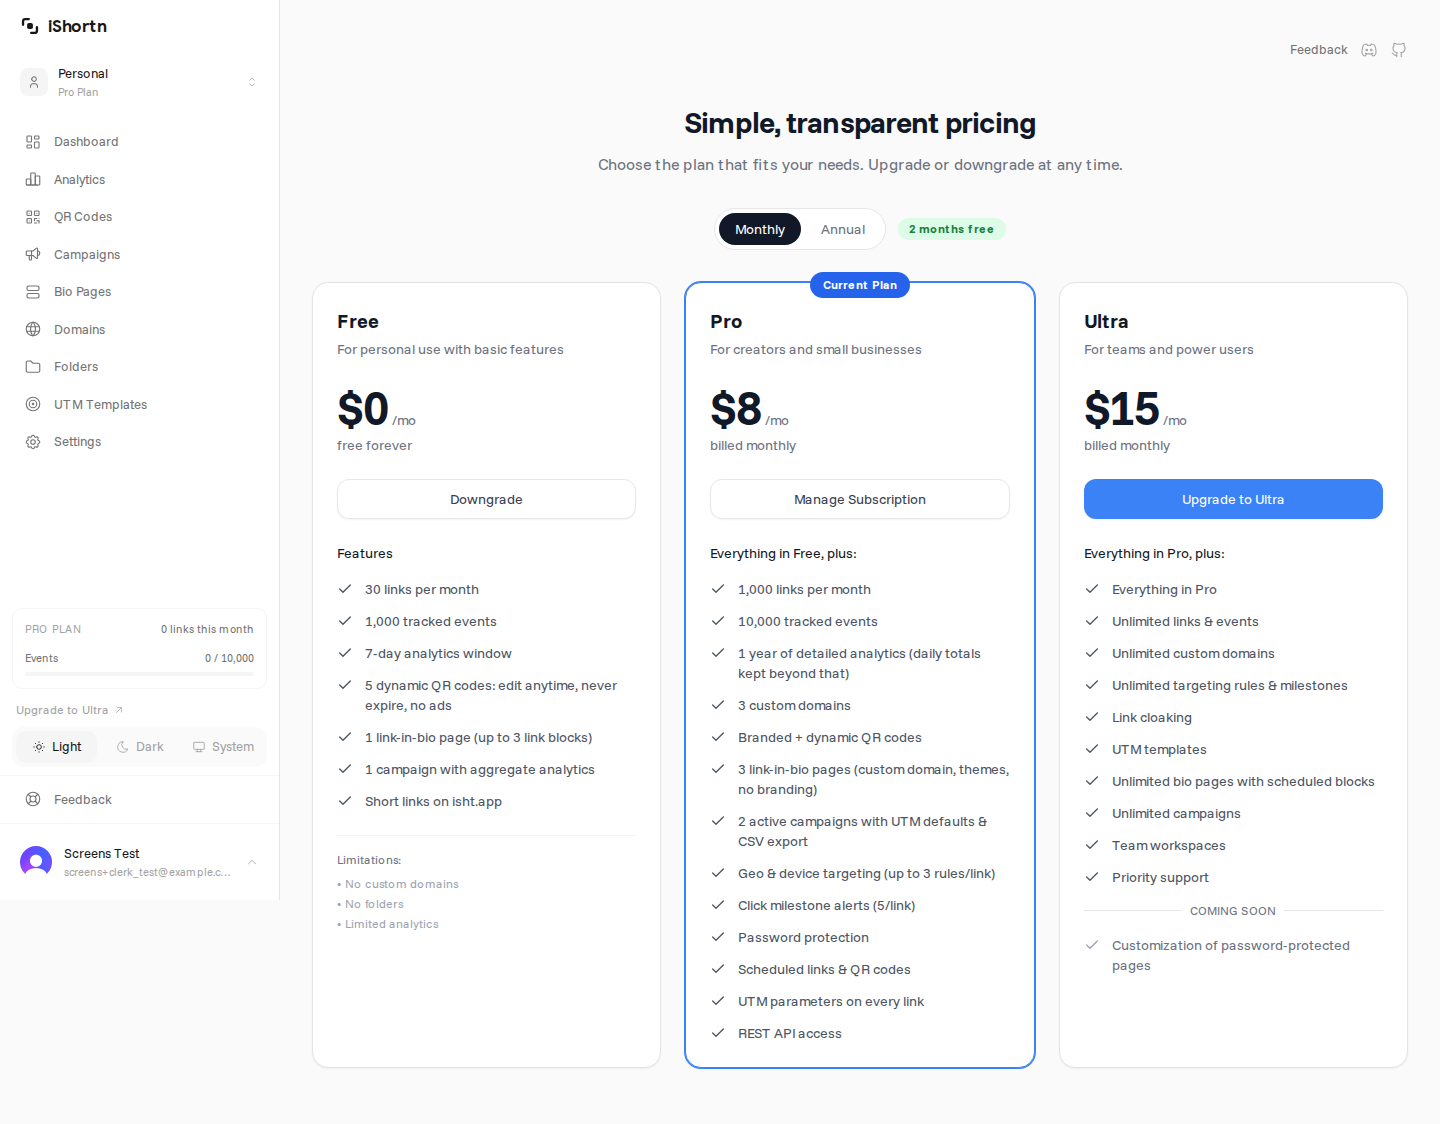 iShortn
Personal
Pro Plan
Dashboard
Analytics
QR Codes
Campaigns
Bio Pages
Domains
Folders
UTM Templates
Settings
PRO PLAN 0 links this month
Events 0 / 10,000
Upgrade to Ultra
Light Dark System
Feedback
Screens Test
screens+clerk_test@example.c...
Feedback
Simple, transparent pricing
Choose the plan that fits your needs. Upgrade or downgrade at any time.
Monthly Annual 2 months free
Free
For personal use with basic features
$0 /mo
free forever
Downgrade
Features
30 links per month
1,000 tracked events
7-day analytics window
5 dynamic QR codes: edit anytime, never
expire, no ads
1 link-in-bio page (up to 3 link blocks)
1 campaign with aggregate analytics
Short links on isht.app
Limitations:
• No custom domains
• No folders
• Limited analytics
Current Plan
Pro
For creators and small businesses
$8 /mo
billed monthly
Manage Subscription
Everything in Free, plus:
1,000 links per month
10,000 tracked events
1 year of detailed analytics (daily totals
kept beyond that)
3 custom domains
Branded + dynamic QR codes
3 link-in-bio pages (custom domain, themes,
no branding)
2 active campaigns with UTM defaults &
CSV export
Geo & device targeting (up to 3 rules/link)
Click milestone alerts (5/link)
Password protection
Scheduled links & QR codes
UTM parameters on every link
REST API access
Ultra
For teams and power users
$15 /mo
billed monthly
Upgrade to Ultra
Everything in Pro, plus:
Everything in Pro
Unlimited links & events
Unlimited custom domains
Unlimited targeting rules & milestones
Link cloaking
UTM templates
Unlimited bio pages with scheduled blocks
Unlimited campaigns
Team workspaces
Priority support
COMING SOON
Customization of password-protected
pages